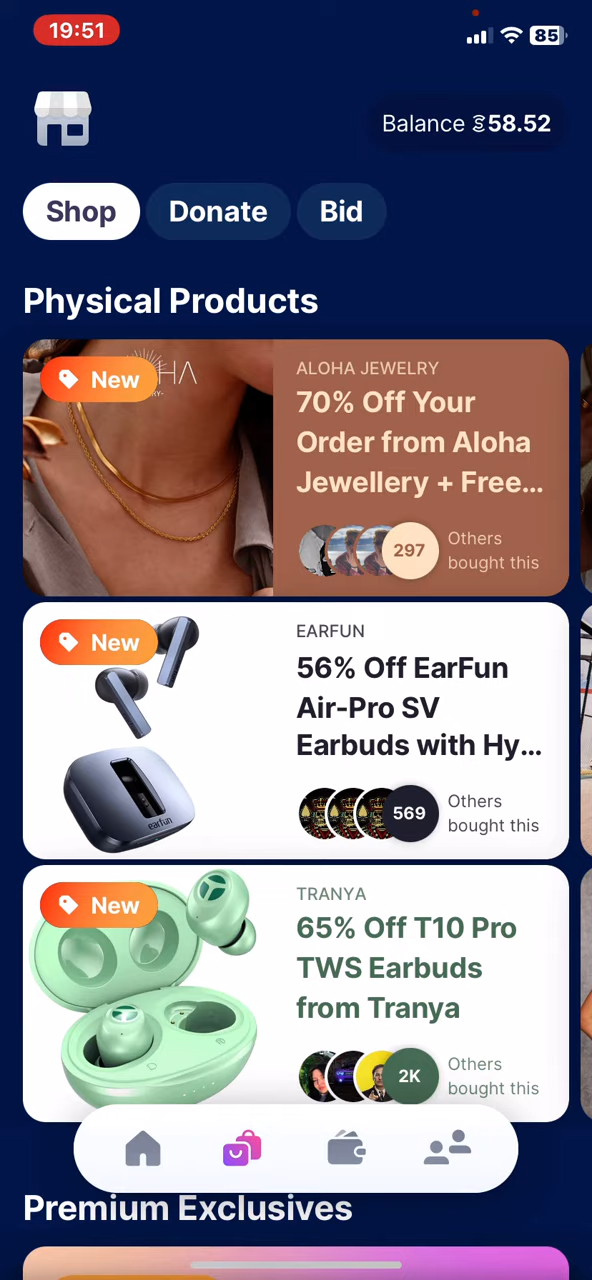 19:51
85
Balance 58.52
Shop
Donate
Bid
Physical Products
New
HA
ALOHA JEWELRY
70% Off Your
Order from Aloha
Jewellery + Free...
297
Others
bought this
New
earfun
EARFUN
56% Off EarFun
Air-Pro SV
Earbuds with Hy...
569
Others
bought this
New
TRANYA
65% Off T10 Pro
TWS Earbuds
from Tranya
2K
Others
bought this
Premium Exclusives